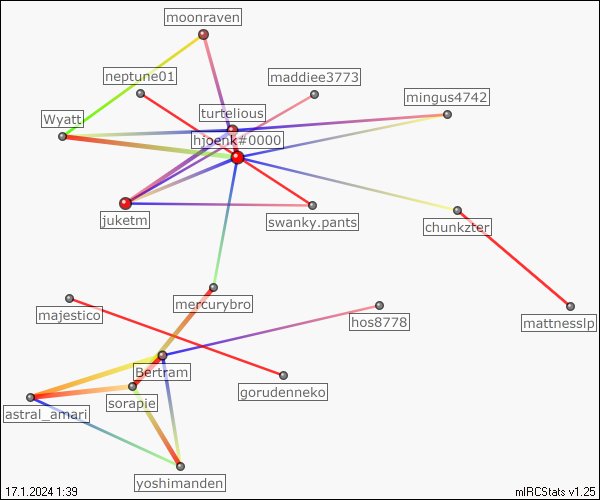 moonraven
neptune01
maddiee3773
mingus4742
turtelious
Wyatt
hjoenk#0000
juketm
swanky.pants
chunkzter
mercurybro
majestico
hos8778
mattnesslp
Bertram
gorudenneko
sorapie
astral_amari
yoshimanden
17.1.2024 1:39
mIRCStats v1.25